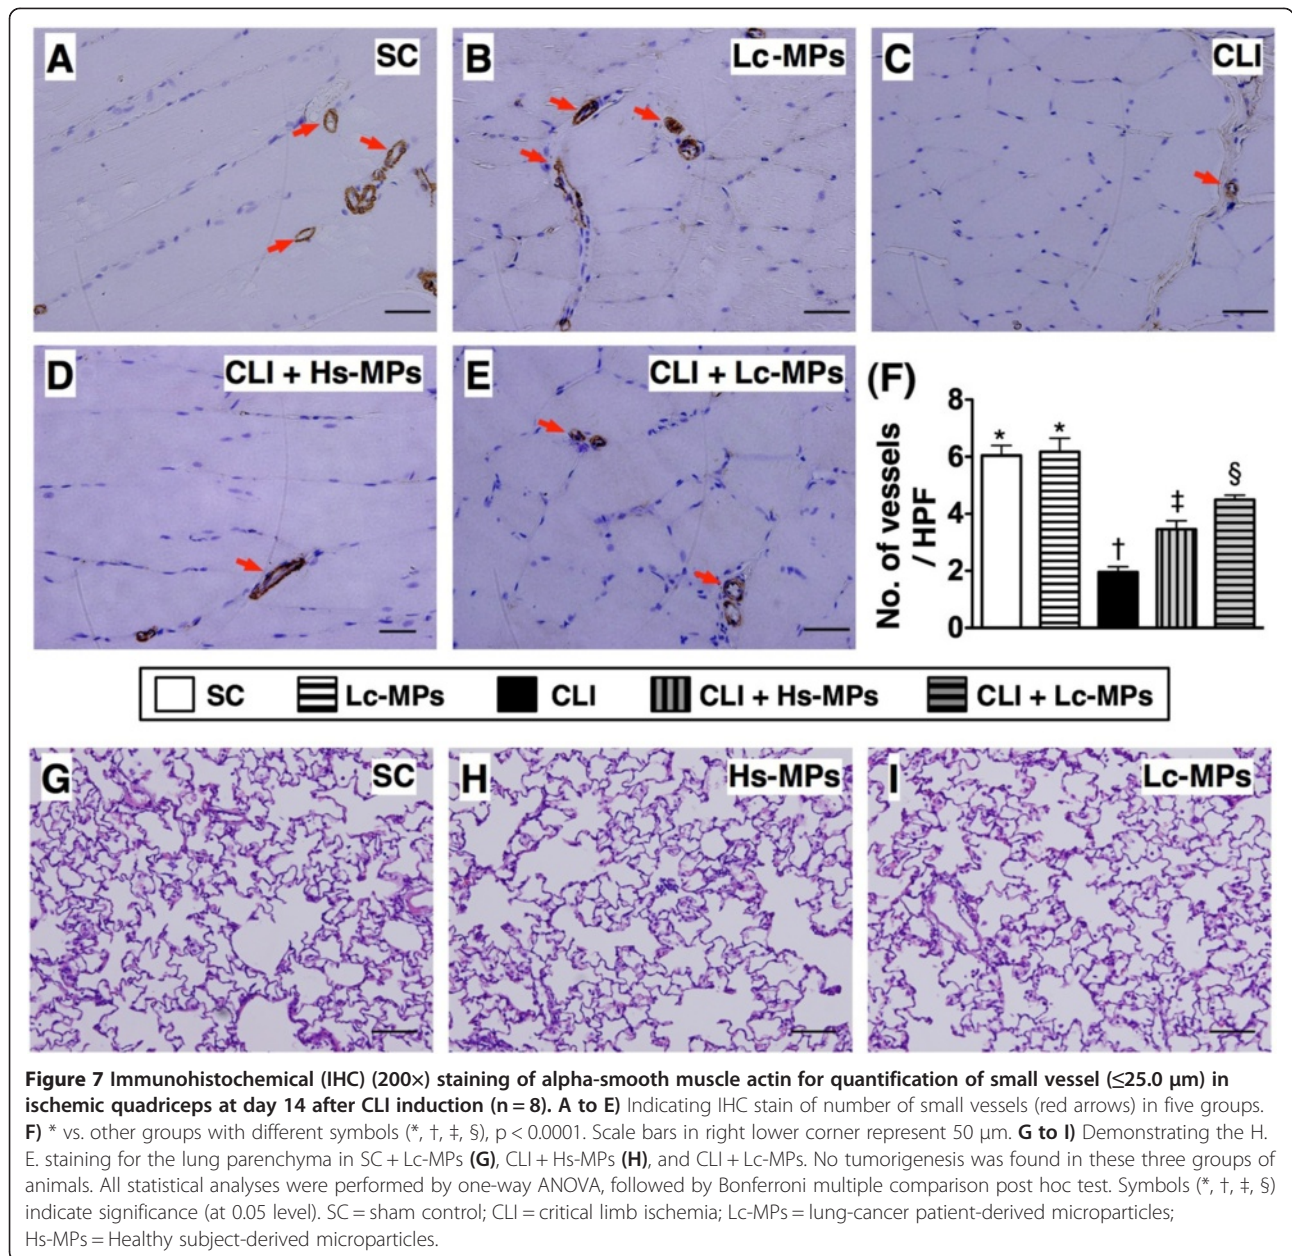 A SC
B Lc-MPs
C CLI
D CLI + Hs-MPs
E CLI + Lc-MPs
(F)
No. of vessels
/ HPF
8
6
4
2
0
* * † ‡ §
SC Lc-MPs CLI CLI + Hs-MPs CLI + Lc-MPs
G SC
H Hs-MPs
I Lc-MPs
Figure 7 Immunohistochemical (IHC) (200×) staining of alpha-smooth muscle actin for quantification of small vessel (≤25.0 μm) in
ischemic quadriceps at day 14 after CLI induction (n = 8). A to E) Indicating IHC stain of number of small vessels (red arrows) in five groups.
F) * vs. other groups with different symbols (*, †, ‡, §), p < 0.0001. Scale bars in right lower corner represent 50 μm. G to I) Demonstrating the H.
E. staining for the lung parenchyma in SC + Lc-MPs (G), CLI + Hs-MPs (H), and CLI + Lc-MPs. No tumorigenesis was found in these three groups of
animals. All statistical analyses were performed by one-way ANOVA, followed by Bonferroni multiple comparison post hoc test. Symbols (*, †, ‡, §)
indicate significance (at 0.05 level). SC = sham control; CLI = critical limb ischemia; Lc-MPs = lung-cancer patient-derived microparticles;
Hs-MPs = Healthy subject-derived microparticles.